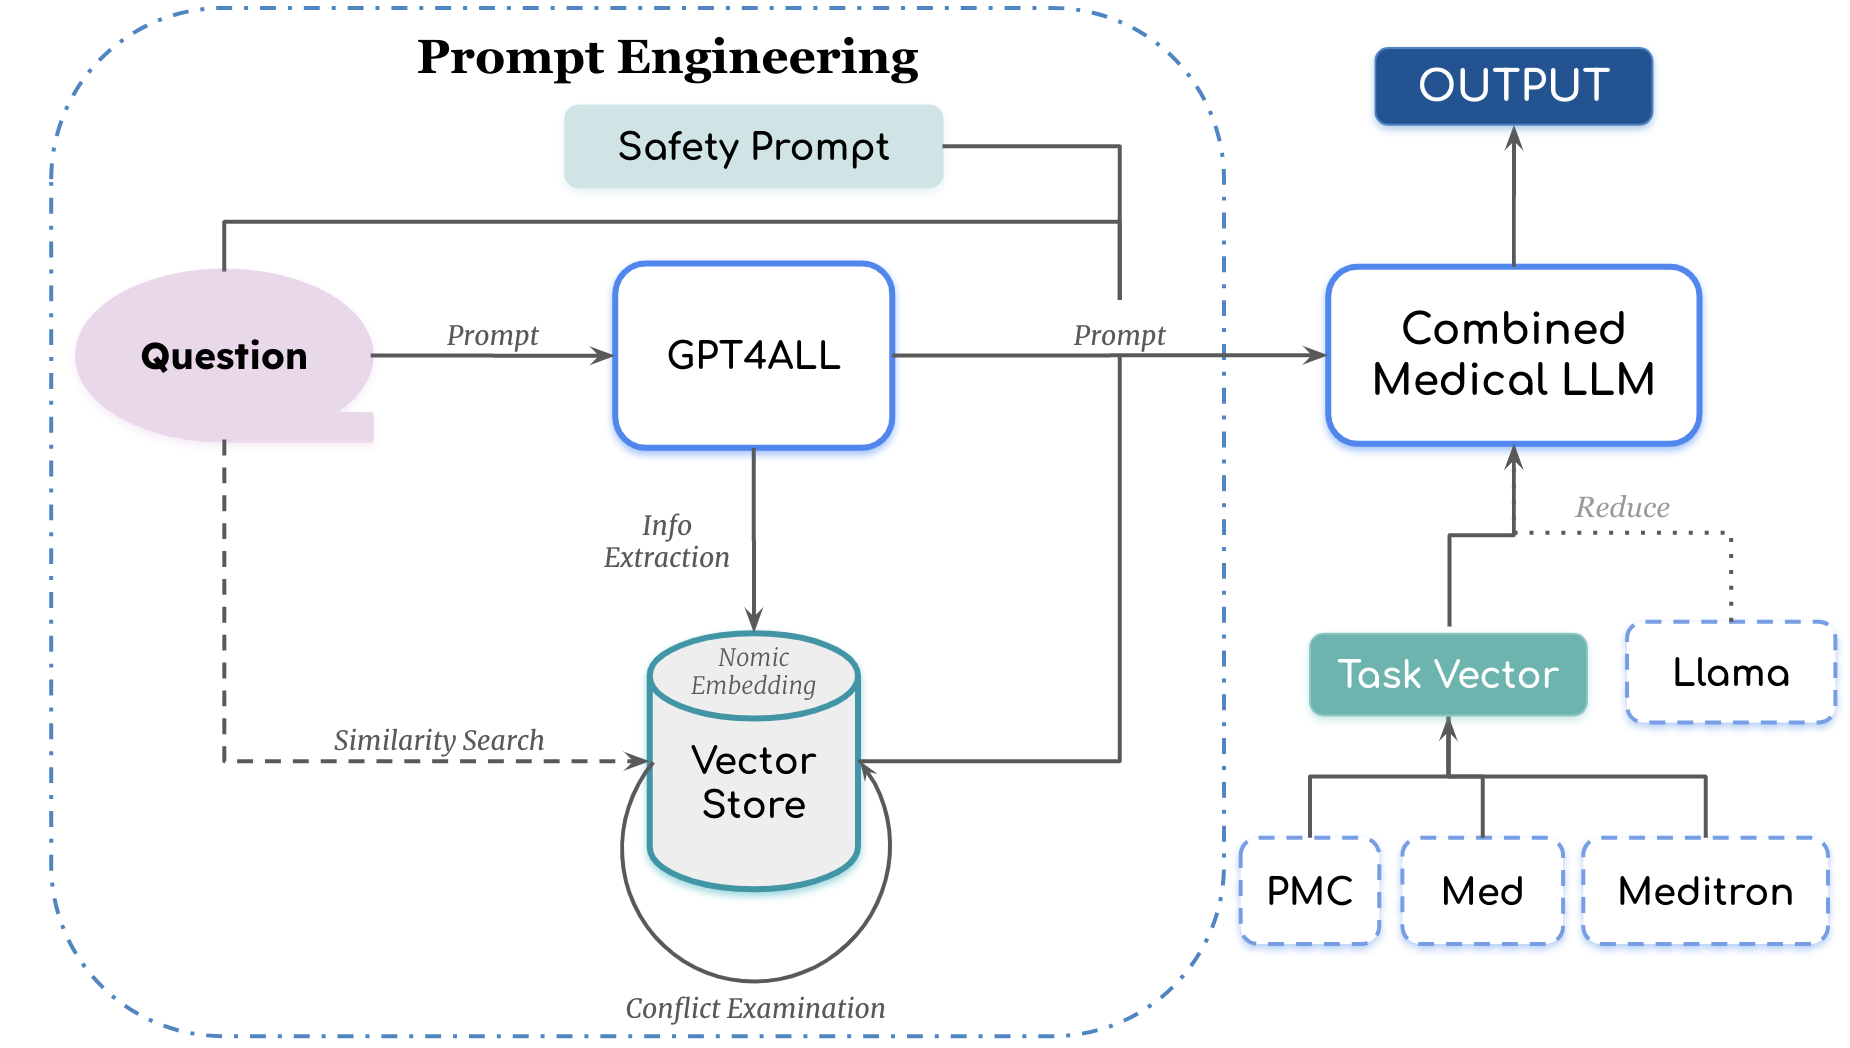 Prompt Engineering
OUTPUT
Safety Prompt
Question
Prompt
GPT4ALL
Prompt
Combined
Medical LLM
Info
Extraction
Reduce
Nomic
Embedding
Task Vector
Llama
Similarity Search
Vector
Store
PMC
Med
Meditron
Conflict Examination